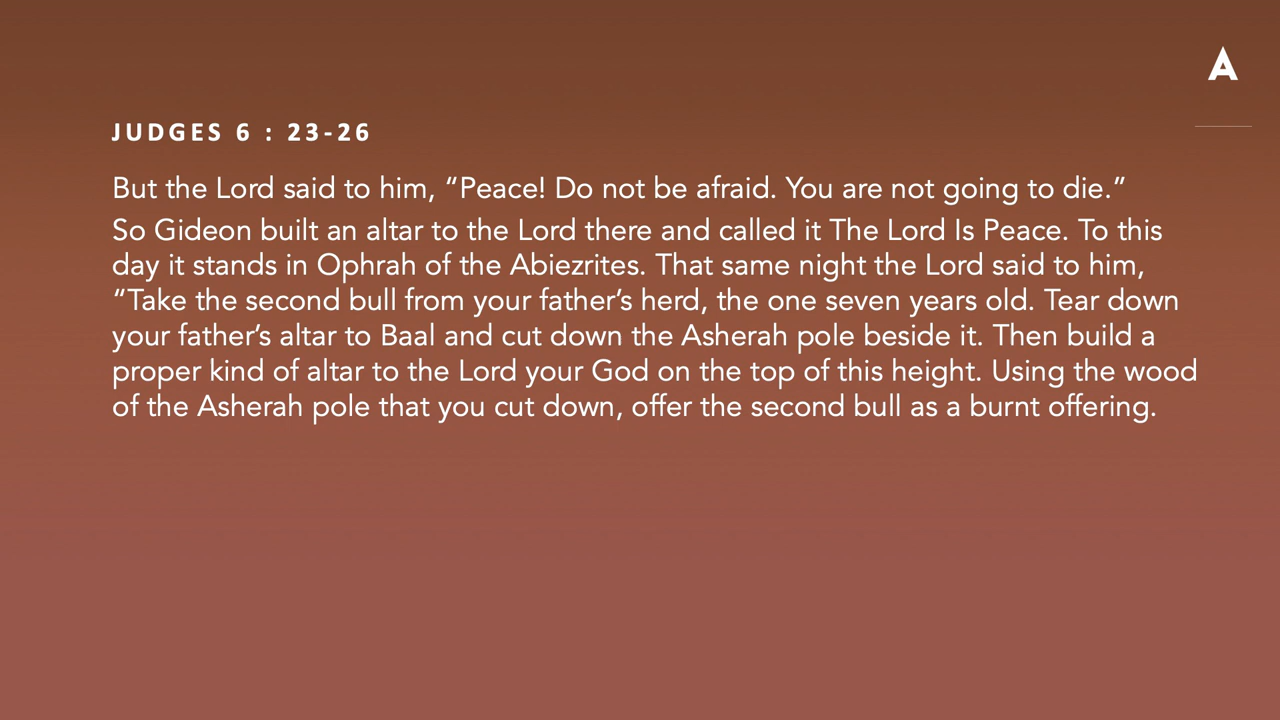 A
JUDGES 6 : 23-26
But the Lord said to him, “Peace! Do not be afraid. You are not going to die.”
So Gideon built an altar to the Lord there and called it The Lord Is Peace. To this
day it stands in Ophrah of the Abiezrites. That same night the Lord said to him,
“Take the second bull from your father’s herd, the one seven years old. Tear down
your father’s altar to Baal and cut down the Asherah pole beside it. Then build a
proper kind of altar to the Lord your God on the top of this height. Using the wood
of the Asherah pole that you cut down, offer the second bull as a burnt offering.